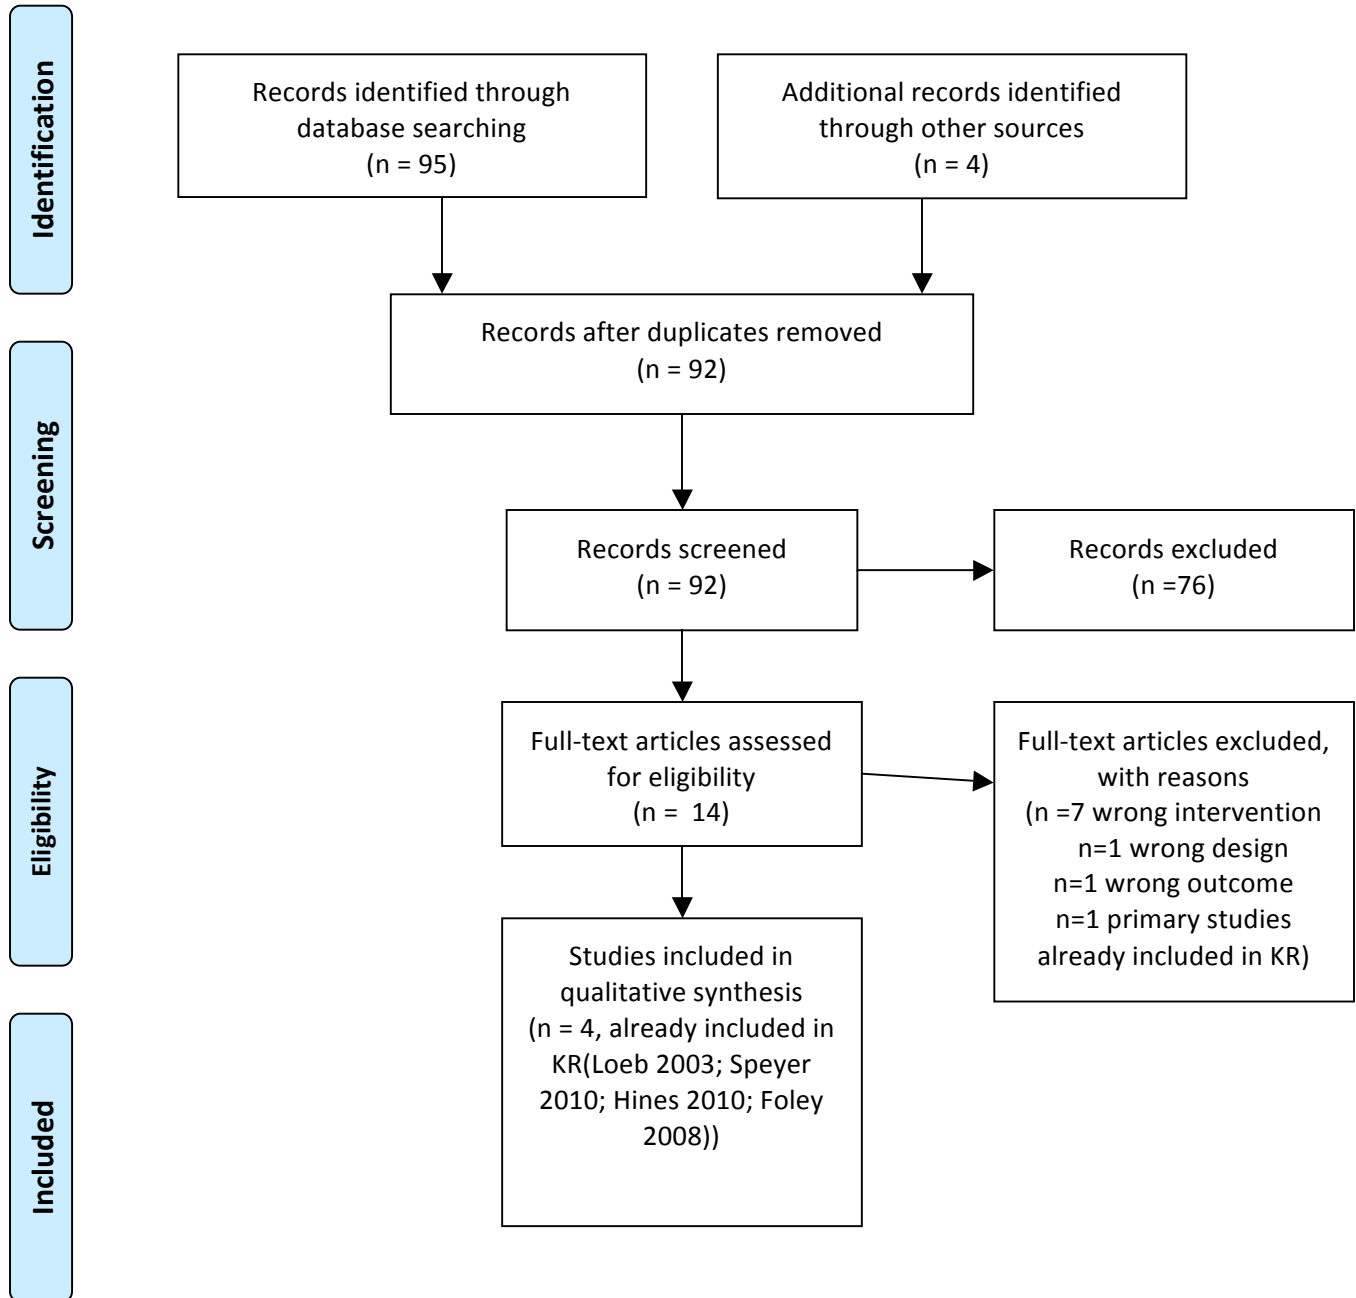 Identification
Records identified through
database searching
(n = 95)
Additional records identified
through other sources
(n = 4)
Screening
Records after duplicates removed
(n = 92)
Records screened
(n = 92)
Records excluded
(n =76)
Eligibility
Full-text articles assessed
for eligibility
(n =  14)
Full-text articles excluded,
with reasons
(n =7 wrong intervention
n=1 wrong design
n=1 wrong outcome
n=1 primary studies
already included in KR)
Included
Studies included in
qualitative synthesis
(n = 4, already included in
KR(Loeb 2003; Speyer
2010; Hines 2010; Foley
2008))